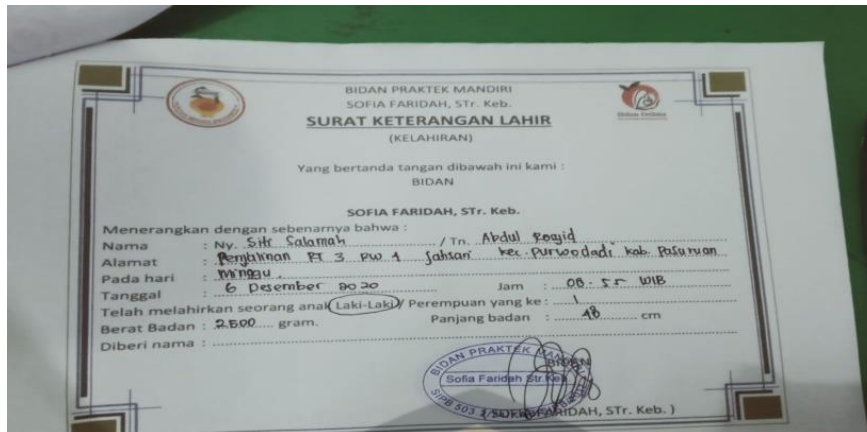 BIDAN PRAKTEK MANDIRI
SOFIA FARIDAH, STr. Keb.
SURAT KETERANGAN LAHIR
(KELAHIRAN)
Yang bertanda tangan dibawah ini kami :
BIDAN
SOFIA FARIDAH, STr. Keb.
Menerangkan dengan sebenarnya bahwa :
Nama : Ny. Siti Salamah / Tn. Abdul Rosyid
Alamat : RT 3 RW 1 kec. purwodadi kab. Pasuruan
Pada hari : minggu.
Tanggal : 6 Desember 2020 Jam : 08.55 WIB
Telah melahirkan seorang anak Laki-Laki / Perempuan yang ke : 1
Berat Badan : 2.500 gram. Panjang badan : 48 cm
Diberi nama :
BIDAN PRAKTEK
BIDAN
Sofia Faridah Str.Keb
SIPB 503
FARIDAH, STr. Keb. )